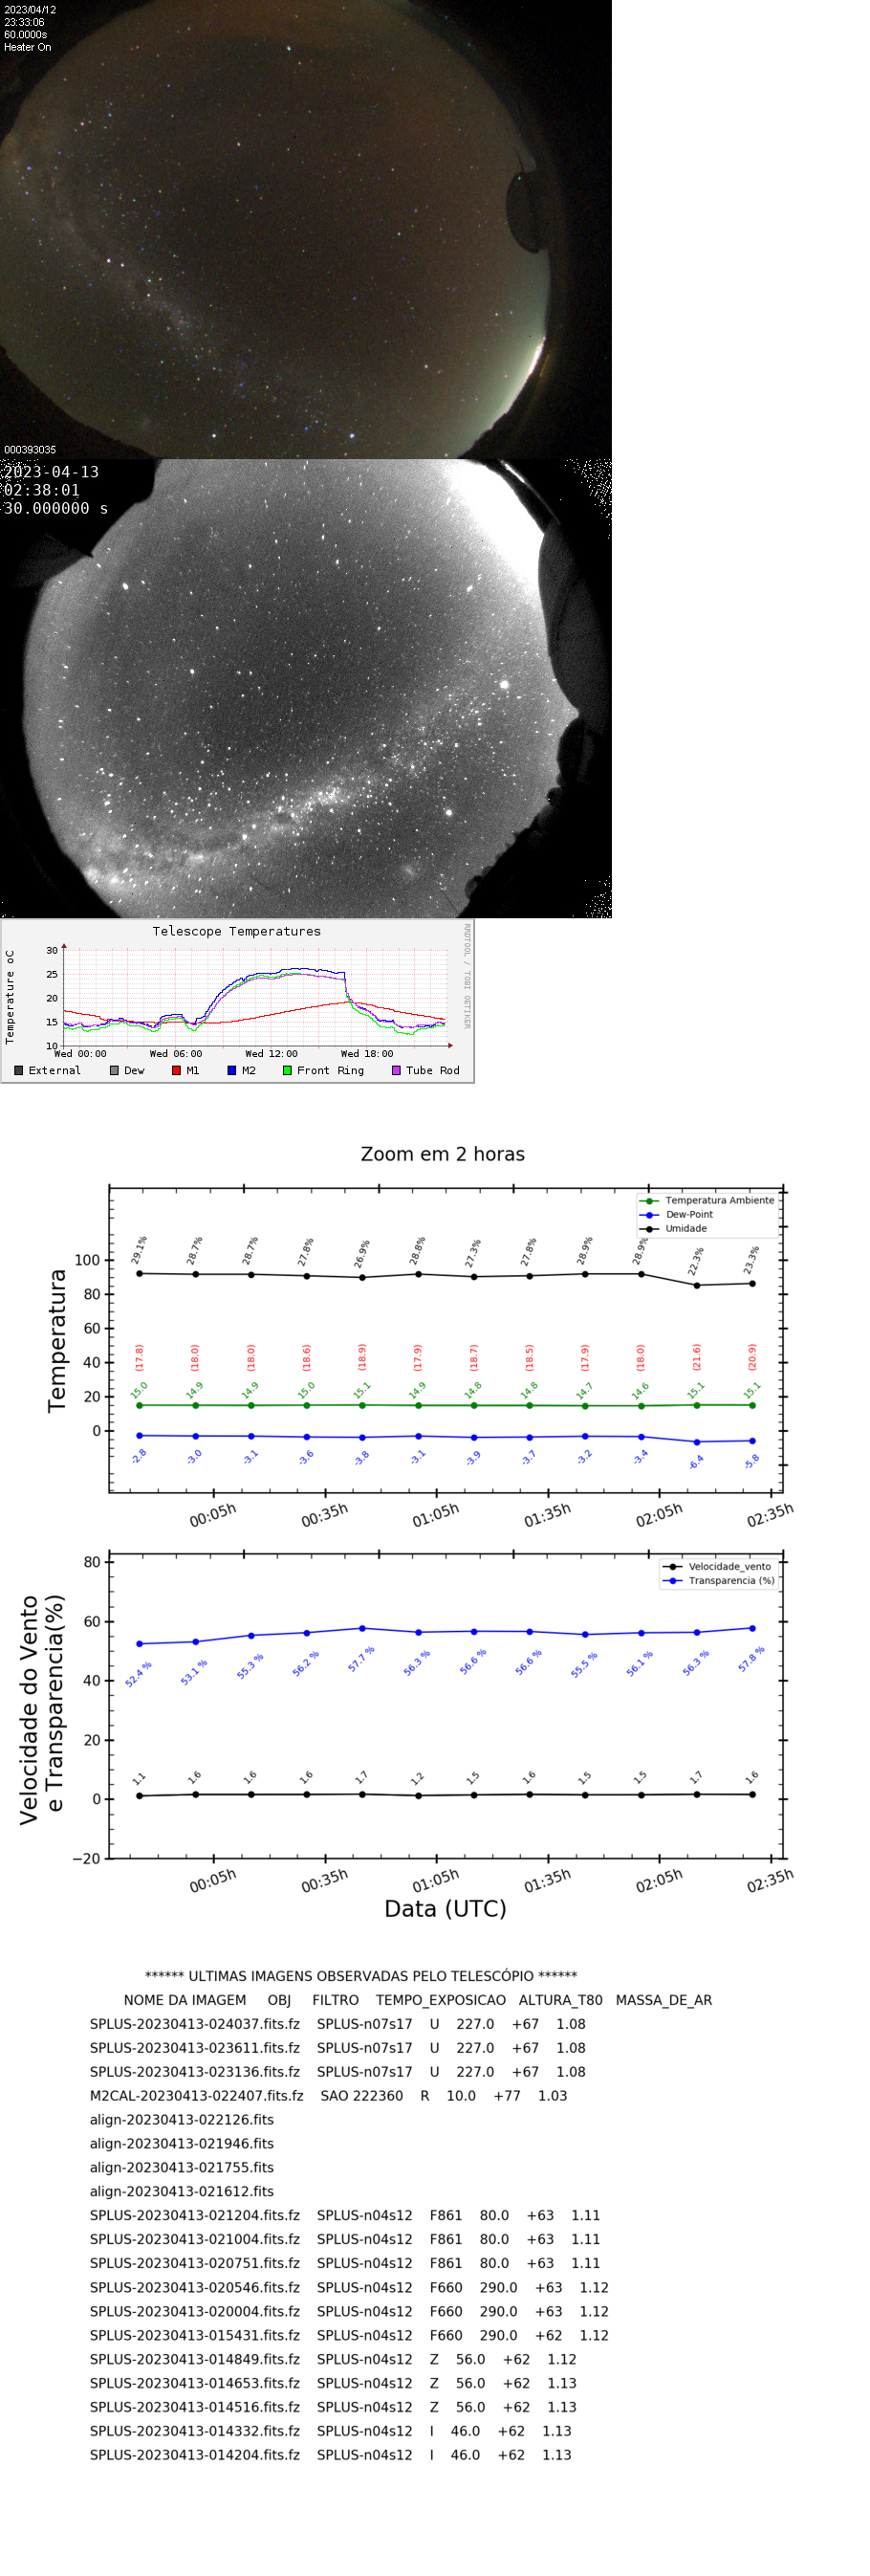 2023/04/12
23:33:06
60.0000s
Heater On
000393035
2023-04-13
02:38:01
30.000000 s
Telescope Temperatures
RRDTOOL / TOBI OETIKER
Temperature oC
30
25
20
15
10
Wed 00:00 Wed 06:00 Wed 12:00 Wed 18:00
External Dew M1 M2 Front Ring Tube Rod
Zoom em 2 horas
Temperatura Ambiente
Dew-Point
Umidade
Temperatura
100
80
60
40
20
0
29.1% 28.7% 28.7% 27.8% 26.9% 28.8% 27.3% 27.8% 28.9% 28.9% 22.3% 23.3%
(17.8) (18.0) (18.0) (18.6) (18.9) (17.9) (18.7) (18.5) (17.9) (18.0) (21.6) (20.9)
15.0 14.9 14.9 15.0 15.1 14.9 14.8 14.8 14.7 14.6 15.1 15.1
-2.8 -3.0 -3.1 -3.6 -3.8 -3.1 -3.9 -3.7 -3.2 -3.4 -6.4 -5.8
00:05h 00:35h 01:05h 01:35h 02:05h 02:35h
Velocidade_vento
Transparencia (%)
Velocidade do Vento
e Transparencia(%)
80
60
40
20
0
−20
52.4 % 53.1 % 55.3 % 56.2 % 57.7 % 56.3 % 56.6 % 56.6 % 55.5 % 56.1 % 56.3 % 57.8 %
1.1 1.6 1.6 1.6 1.7 1.2 1.5 1.6 1.5 1.5 1.7 1.6
00:05h 00:35h 01:05h 01:35h 02:05h 02:35h
Data (UTC)
****** ULTIMAS IMAGENS OBSERVADAS PELO TELESCÓPIO ******
NOME DA IMAGEM OBJ FILTRO TEMPO_EXPOSICAO ALTURA_T80 MASSA_DE_AR
SPLUS-20230413-024037.fits.fz SPLUS-n07s17 U 227.0 +67 1.08
SPLUS-20230413-023611.fits.fz SPLUS-n07s17 U 227.0 +67 1.08
SPLUS-20230413-023136.fits.fz SPLUS-n07s17 U 227.0 +67 1.08
M2CAL-20230413-022407.fits.fz SAO 222360 R 10.0 +77 1.03
align-20230413-022126.fits
align-20230413-021946.fits
align-20230413-021755.fits
align-20230413-021612.fits
SPLUS-20230413-021204.fits.fz SPLUS-n04s12 F861 80.0 +63 1.11
SPLUS-20230413-021004.fits.fz SPLUS-n04s12 F861 80.0 +63 1.11
SPLUS-20230413-020751.fits.fz SPLUS-n04s12 F861 80.0 +63 1.11
SPLUS-20230413-020546.fits.fz SPLUS-n04s12 F660 290.0 +63 1.12
SPLUS-20230413-020004.fits.fz SPLUS-n04s12 F660 290.0 +63 1.12
SPLUS-20230413-015431.fits.fz SPLUS-n04s12 F660 290.0 +62 1.12
SPLUS-20230413-014849.fits.fz SPLUS-n04s12 Z 56.0 +62 1.12
SPLUS-20230413-014653.fits.fz SPLUS-n04s12 Z 56.0 +62 1.13
SPLUS-20230413-014516.fits.fz SPLUS-n04s12 Z 56.0 +62 1.13
SPLUS-20230413-014332.fits.fz SPLUS-n04s12 I 46.0 +62 1.13
SPLUS-20230413-014204.fits.fz SPLUS-n04s12 I 46.0 +62 1.13